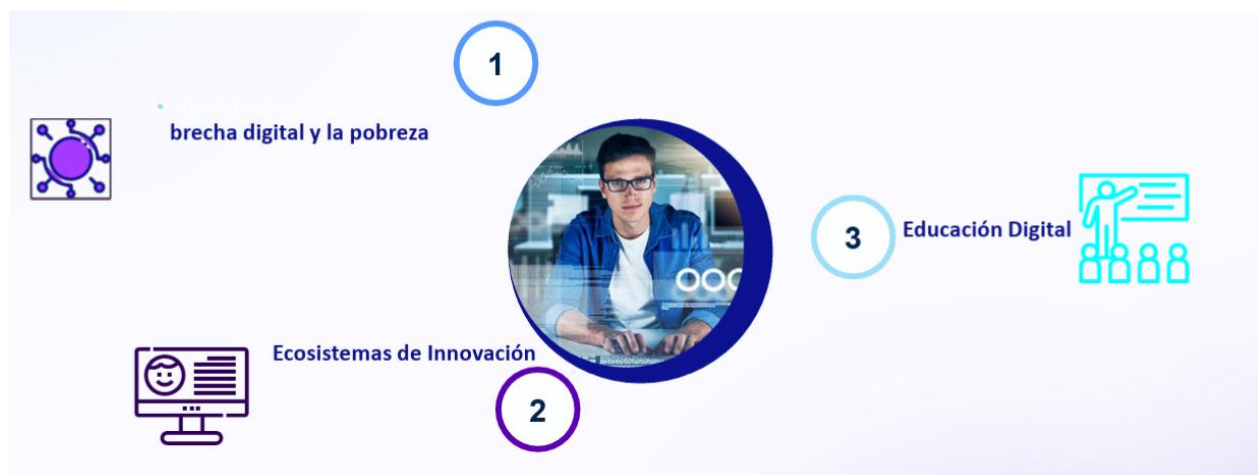 1
brecha digital y la pobreza
3
Educación Digital
Ecosistemas de Innovación
2